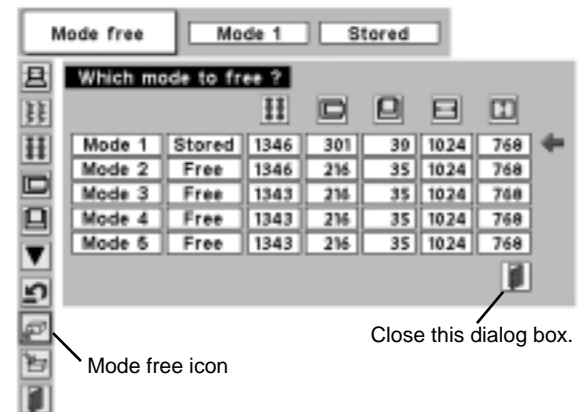 Mode free Mode 1 Stored
Which mode to free ?
Mode 1 Stored 1346 301 39 1024 768
Mode 2 Free 1346 216 35 1024 768
Mode 3 Free 1343 216 35 1024 768
Mode 4 Free 1343 216 35 1024 768
Mode 5 Free 1343 216 35 1024 768
Close this dialog box.
Mode free icon